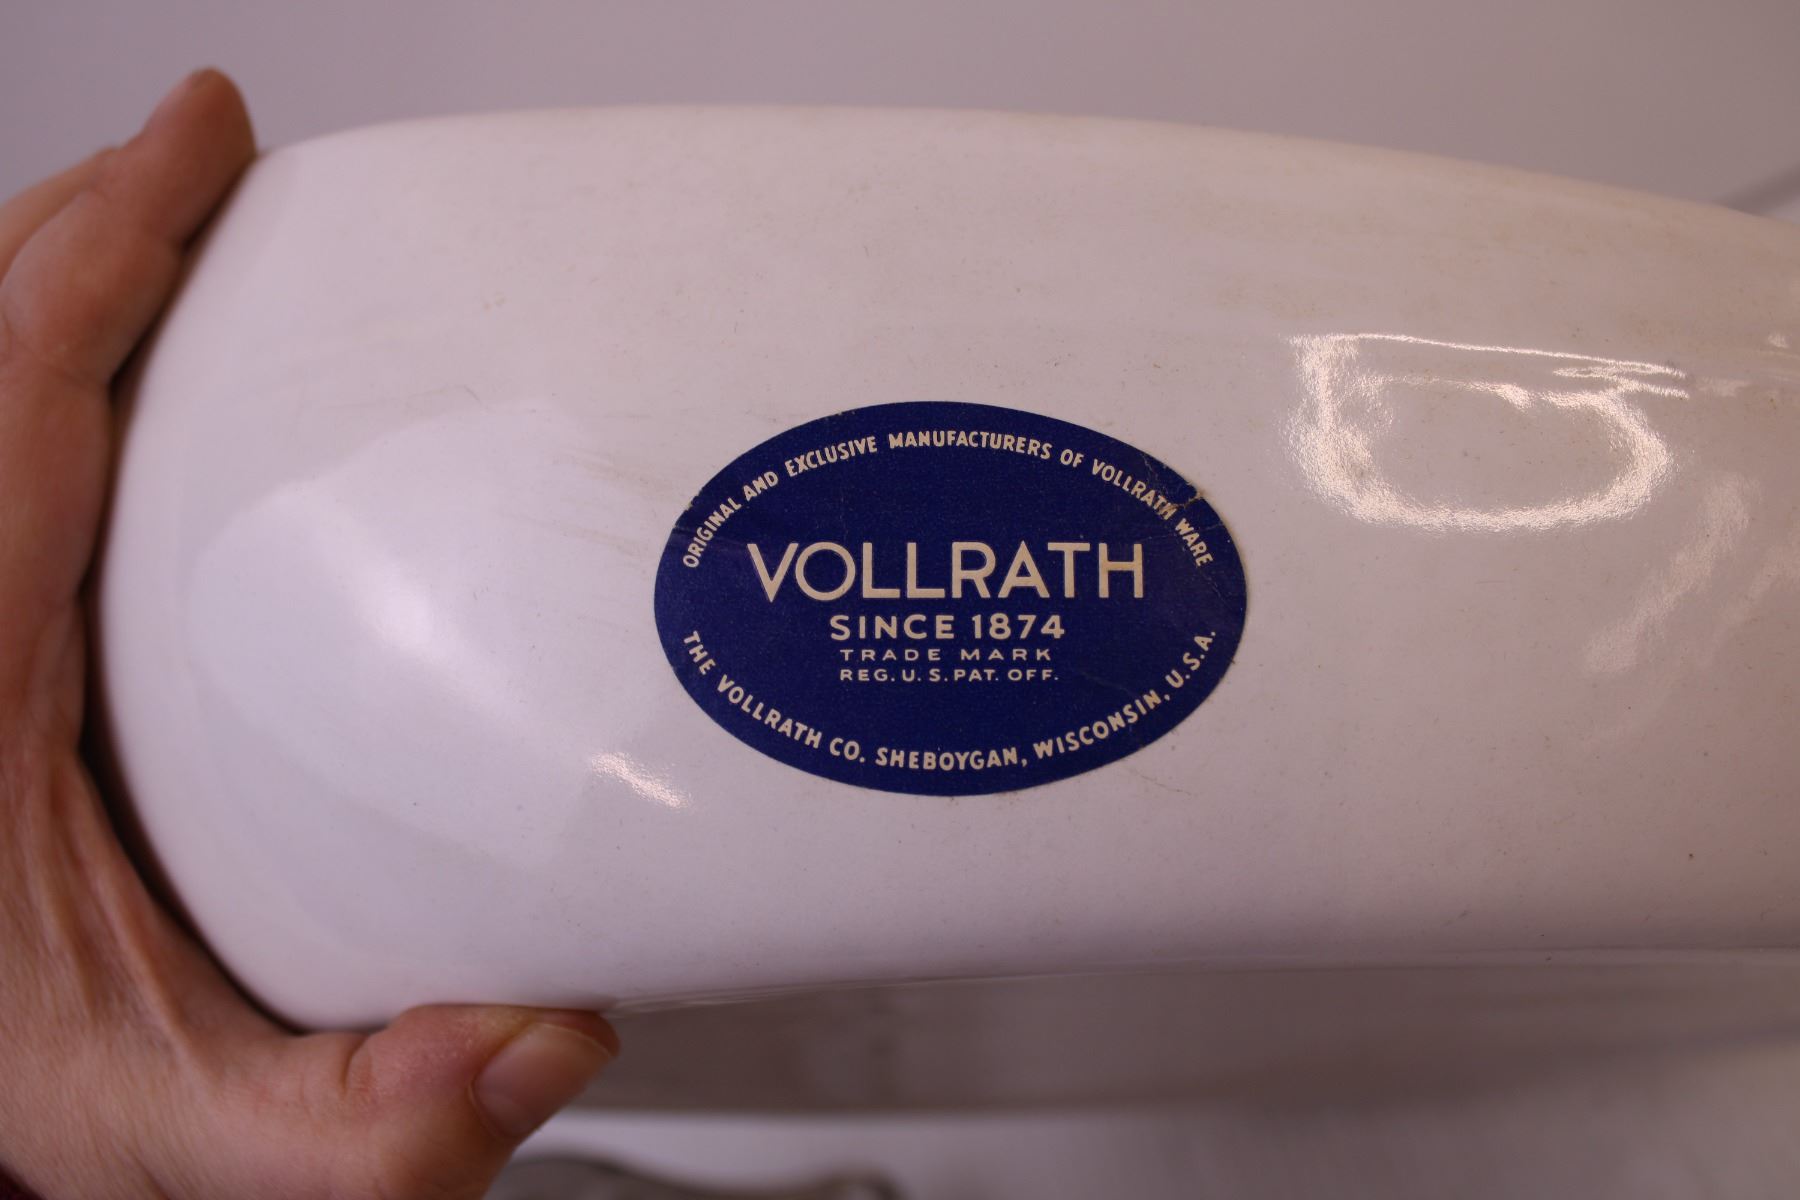 ORIGINAL AND EXCLUSIVE MANUFACTURERS OF VOLLRATH WARE
VOLLRATH
SINCE 1874
TRADE MARK
REG. U. S. PAT. OFF.
THE VOLLRATH CO. SHEBOYGAN, WISCONSIN, U.S.A.